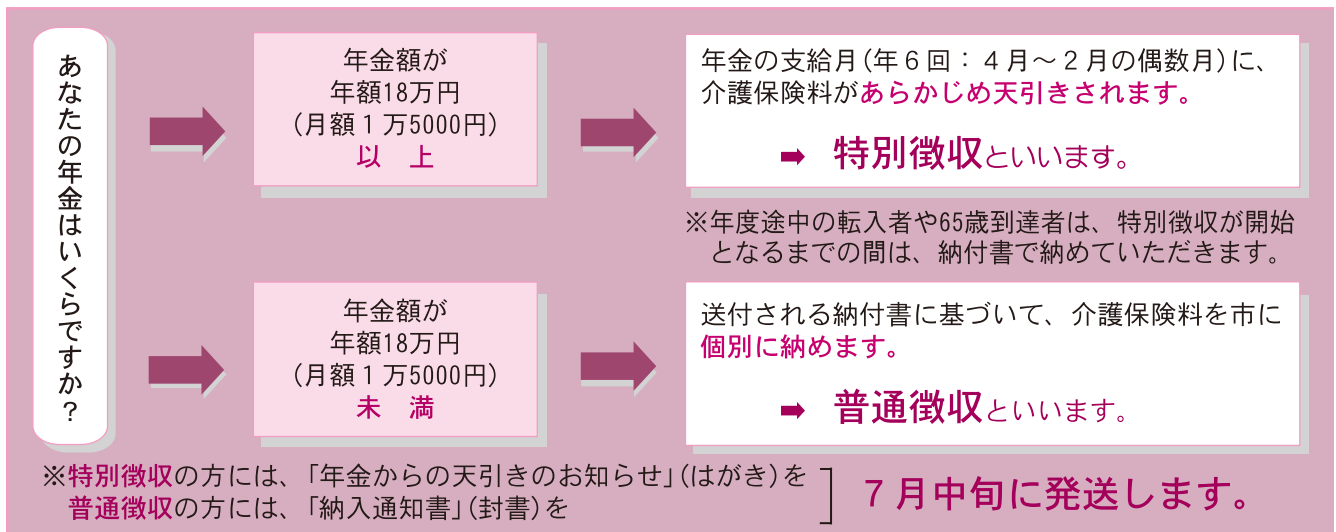 あなたの年金はいくらですか？
年金額が
年額18万円
（月額１万5000円）
以　上
年金の支給月（年６回：４月～２月の偶数月）に、
介護保険料があらかじめ天引きされます。
➡ 特別徴収といいます。
※年度途中の転入者や65歳到達者は、特別徴収が開始
となるまでの間は、納付書で納めていただきます。
年金額が
年額18万円
（月額１万5000円）
未　満
送付される納付書に基づいて、介護保険料を市に
個別に納めます。
➡ 普通徴収といいます。
※特別徴収の方には、「年金からの天引きのお知らせ」（はがき）を
普通徴収の方には、「納入通知書」（封書）を
７月中旬に発送します。